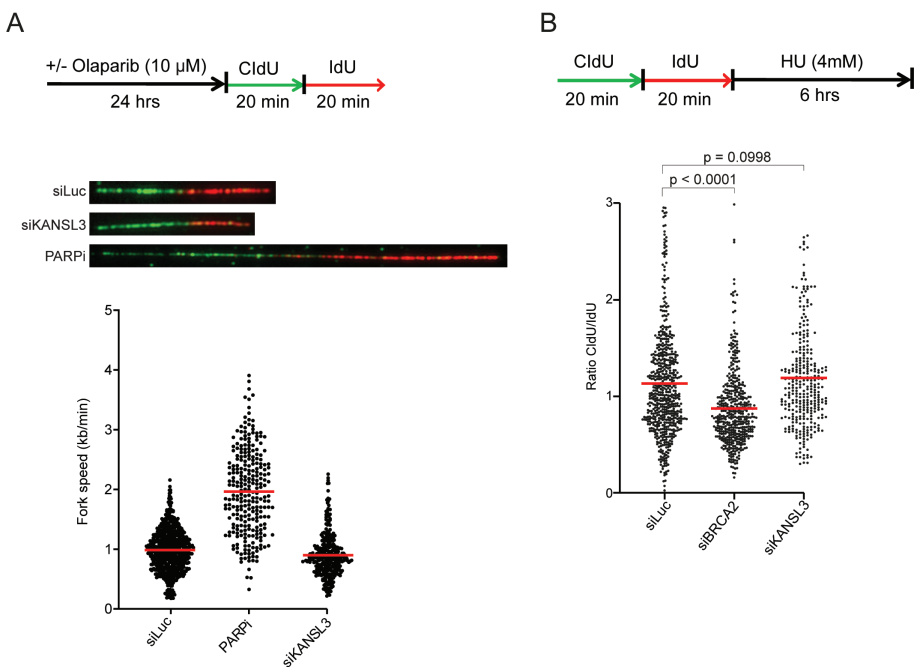 A
+/- Olaparib (10 µM)
CldU
IdU
24 hrs
20 min
20 min
siLuc
siKANSL3
PARPi
5
4
3
2
1
0
Fork speed (kb/min)
siLuc
PARPi
siKANSL3
B
CldU
IdU
HU (4mM)
20 min
20 min
6 hrs
p = 0.0998
p < 0.0001
3
2
1
0
Ratio CldU/IdU
siLuc
siBRCA2
siKANSL3